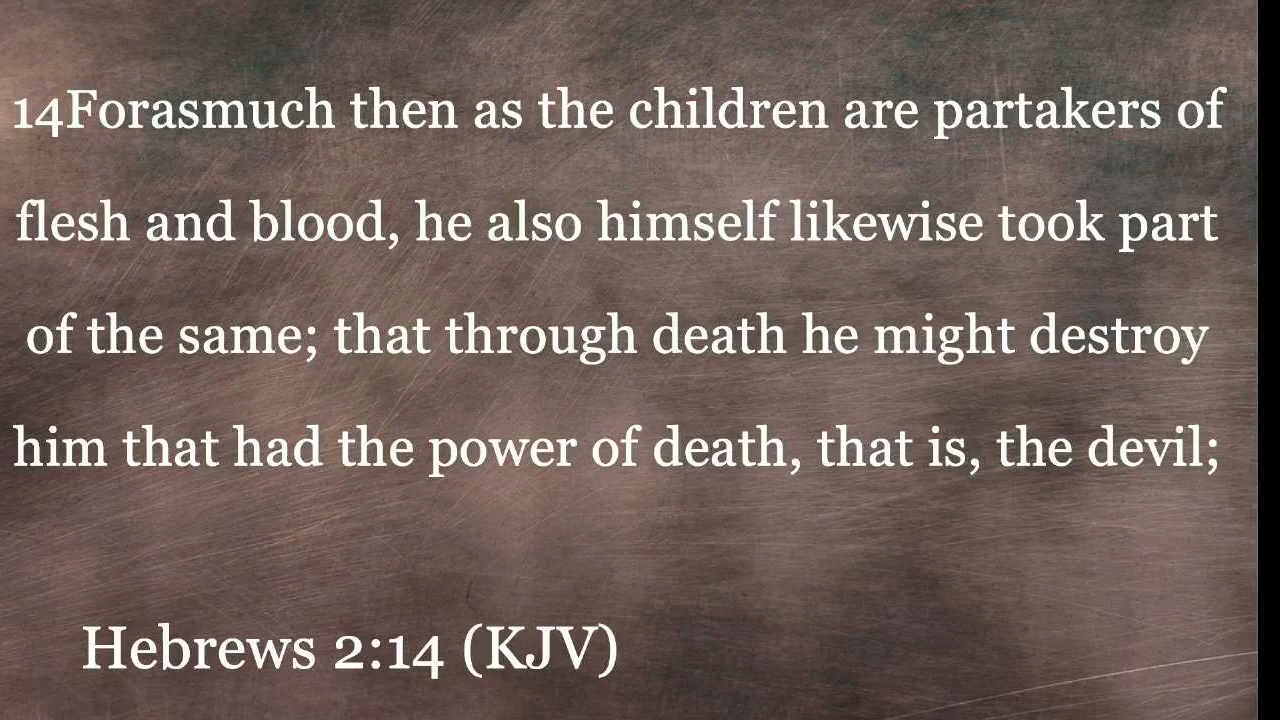 14Forasmuch then as the children are partakers of
flesh and blood, he also himself likewise took part
of the same; that through death he might destroy
him that had the power of death, that is, the devil;
Hebrews 2:14 (KJV)